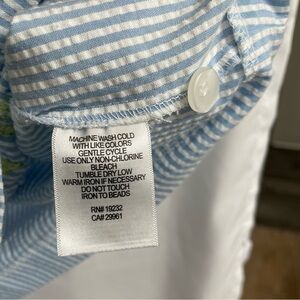 MACHINE WASH COLD
WITH LIKE COLORS
GENTLE CYCLE
USE ONLY NON-CHLORINE
BLEACH
TUMBLE DRY LOW
WARM IRON IF NECESSARY
DO NOT TOUCH
IRON TO BEADS
RN# 19232
CA# 29961